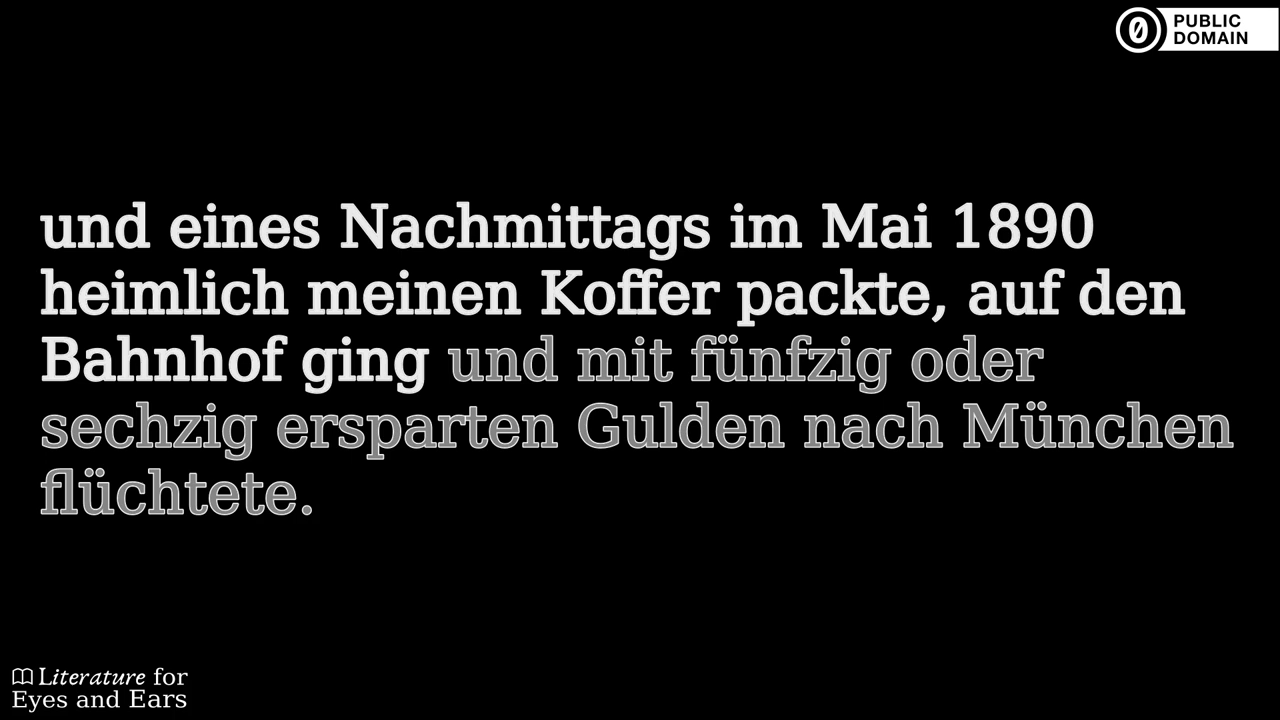 PUBLIC
DOMAIN
und eines Nachmittags im Mai 1890
heimlich meinen Koffer packte, auf den
Bahnhof ging und mit fünfzig oder
sechzig ersparten Gulden nach München
flüchtete.
Literature for
Eyes and Ears